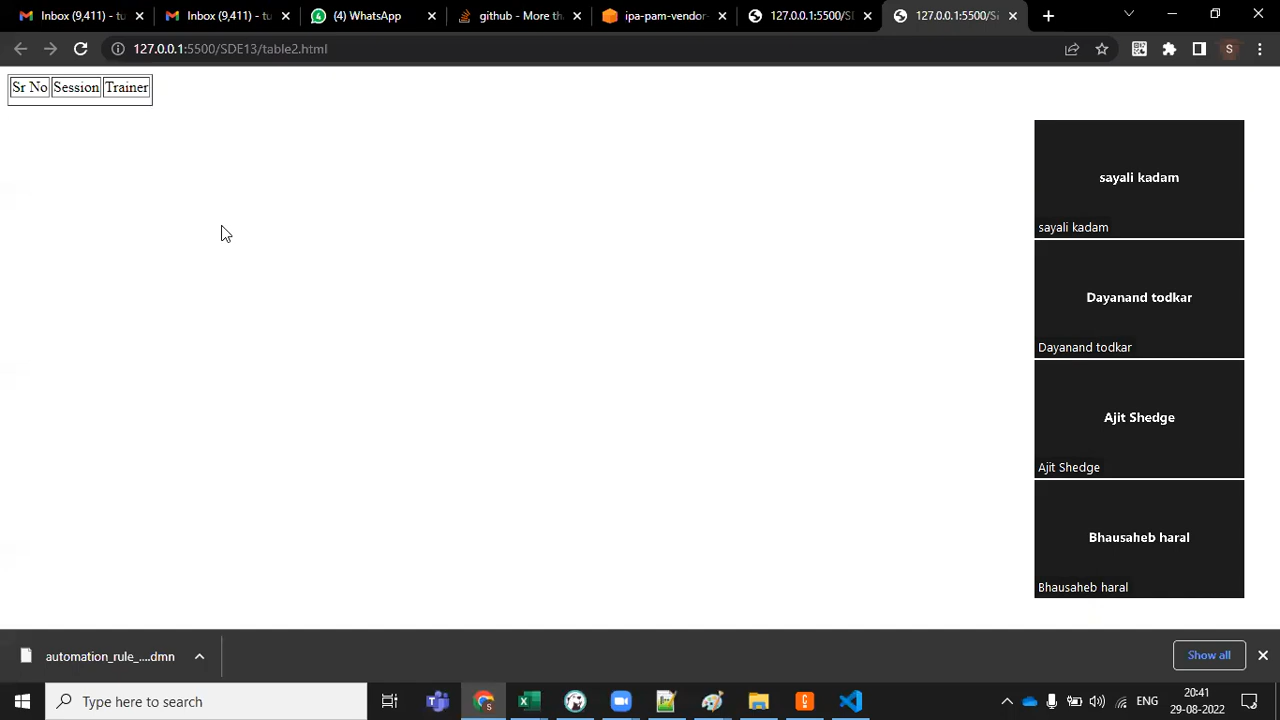 Inbox (9,411) - tu
Inbox (9,411) - tu
(4) WhatsApp
github - More tha
ipa-pam-vendor-
127.0.0.1:5500/SD
127.0.0.1:5500/S
127.0.0.1:5500/SDE13/table2.html
S
Sr No Session Trainer
sayali kadam
sayali kadam
Dayanand todkar
Dayanand todkar
Ajit Shedge
Ajit Shedge
Bhausaheb haral
Bhausaheb haral
automation_rule_....dmn
Show all
Type here to search
ENG
20:41
29-08-2022